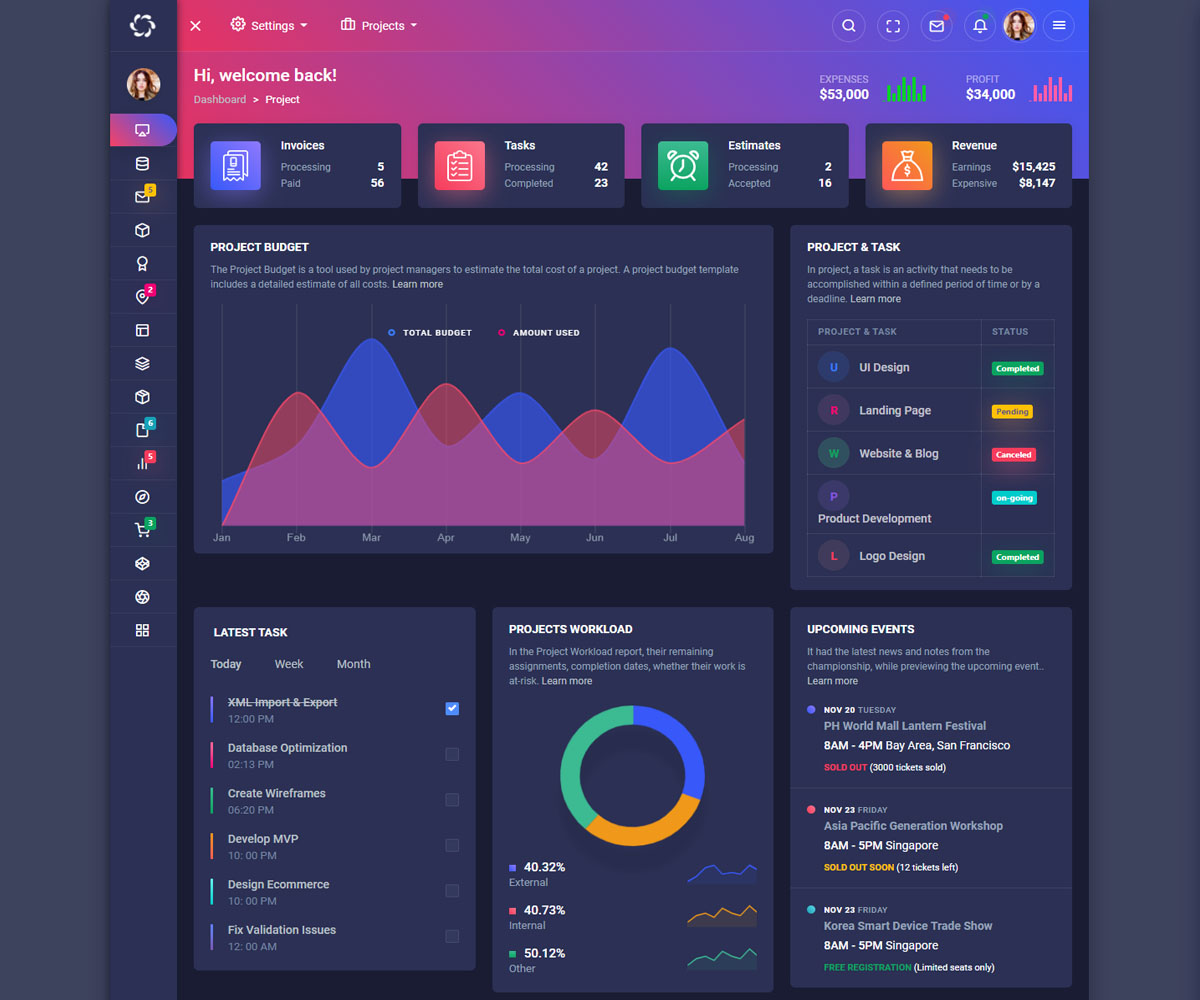 Settings
Projects
Hi, welcome back!
Dashboard > Project
EXPENSES
$53,000
PROFIT
$34,000
5
2
6
5
3
Invoices
Processing 5
Paid 56
Tasks
Processing 42
Completed 23
Estimates
Processing 2
Accepted 16
Revenue
Earnings $15,425
Expensive $8,147
PROJECT BUDGET
The Project Budget is a tool used by project managers to estimate the total cost of a project. A project budget template
includes a detailed estimate of all costs. Learn more
TOTAL BUDGET AMOUNT USED
Jan Feb Mar Apr May Jun Jul Aug
PROJECT & TASK
In project, a task is an activity that needs to be
accomplished within a defined period of time or by a
deadline. Learn more
PROJECT & TASK STATUS
U UI Design Completed
R Landing Page Pending
W Website & Blog Canceled
P on-going
Product Development
L Logo Design Completed
LATEST TASK
Today Week Month
XML Import & Export
12:00 PM
Database Optimization
02:13 PM
Create Wireframes
06:20 PM
Develop MVP
10: 00 PM
Design Ecommerce
10: 00 PM
Fix Validation Issues
12: 00 AM
PROJECTS WORKLOAD
In the Project Workload report, their remaining
assignments, completion dates, whether their work is
at-risk. Learn more
40.32%
External
40.73%
Internal
50.12%
Other
UPCOMING EVENTS
It had the latest news and notes from the
championship, while previewing the upcoming event..
Learn more
NOV 20 TUESDAY
PH World Mall Lantern Festival
8AM - 4PM Bay Area, San Francisco
SOLD OUT (3000 tickets sold)
NOV 23 FRIDAY
Asia Pacific Generation Workshop
8AM - 5PM Singapore
SOLD OUT SOON (12 tickets left)
NOV 23 FRIDAY
Korea Smart Device Trade Show
8AM - 5PM Singapore
FREE REGISTRATION (Limited seats only)